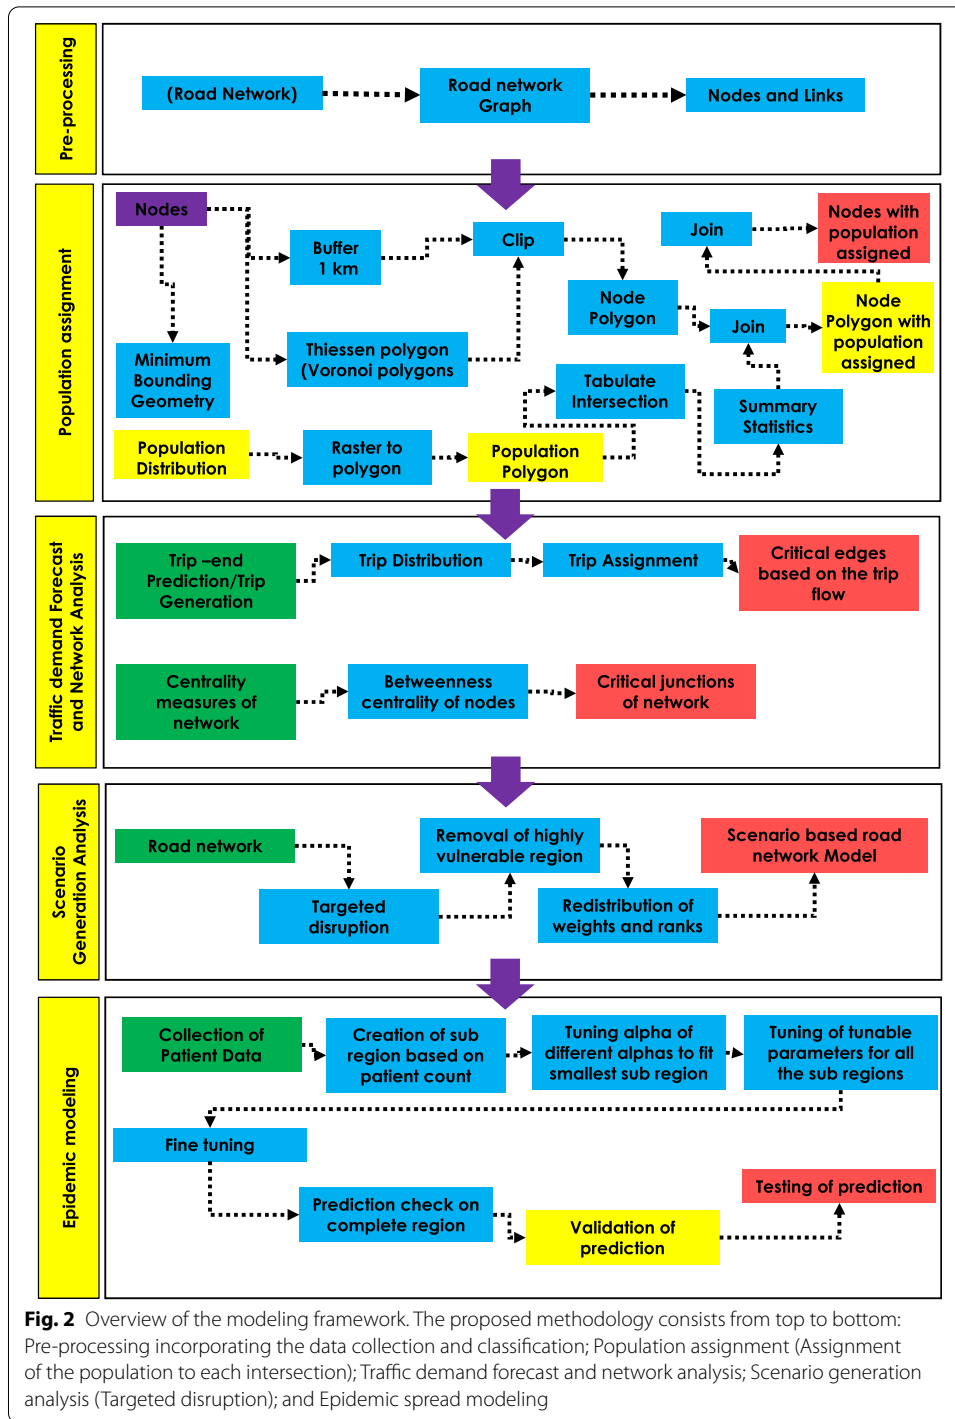 Pre-processing
(Road Network)
Road network
Graph
Nodes and Links
Population assignment
Nodes
Buffer
1 km
Clip
Join
Nodes with
population
assigned
Node
Polygon
Join
Node
Polygon with
population
assigned
Minimum
Bounding
Geometry
Thiessen polygon
(Voronoi polygons
Tabulate
Intersection
Summary
Statistics
Population
Distribution
Raster to
polygon
Population
Polygon
Traffic demand Forecast
and Network Analysis
Trip –end
Prediction/Trip
Generation
Trip Distribution
Trip Assignment
Critical edges
based on the trip
flow
Centrality
measures of
network
Betweenness
centrality of nodes
Critical junctions
of network
Scenario
Generation Analysis
Road network
Targeted
disruption
Removal of highly
vulnerable region
Redistribution of
weights and ranks
Scenario based road
network Model
Epidemic modeling
Collection of
Patient Data
Creation of sub
region based on
patient count
Tuning alpha of
different alphas to fit
smallest sub region
Tuning of tunable
parameters for all
the sub regions
Fine tuning
Prediction check on
complete region
Validation of
prediction
Testing of prediction
Fig. 2 Overview of the modeling framework. The proposed methodology consists from top to bottom:
Pre-processing incorporating the data collection and classification; Population assignment (Assignment
of the population to each intersection); Traffic demand forecast and network analysis; Scenario generation
analysis (Targeted disruption); and Epidemic spread modeling